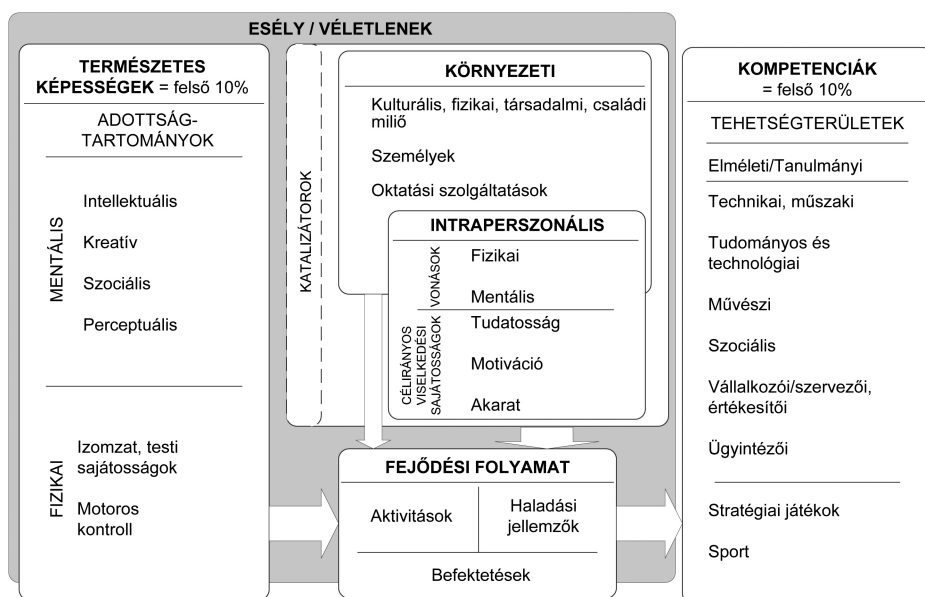 ESÉLY / VÉLETLENEK
TERMÉSZETES
KÉPESSÉGEK = felső 10%
ADOTTSÁG-
TARTOMÁNYOK
MENTÁLIS
Intellektuális
Kreatív
Szociális
Perceptuális
FIZIKAI
Izomzat, testi
sajátosságok
Motoros
kontroll
KATALIZÁTOROK
KÖRNYEZETI
Kulturális, fizikai, társadalmi, családi
miliő
Személyek
Oktatási szolgáltatások
INTRAPERSZONÁLIS
VONÁSOK
Fizikai
Mentális
CÉLIRÁNYOS
VISELKEDÉSI
SAJÁTOSSÁGOK
Tudatosság
Motiváció
Akarat
FEJŐDÉSI FOLYAMAT
Aktivitások
Haladási
jellemzők
Befektetések
KOMPETENCIÁK
= felső 10%
TEHETSÉGTERÜLETEK
Elméleti/Tanulmányi
Technikai, műszaki
Tudományos és
technológiai
Művészi
Szociális
Vállalkozói/szervezői,
értékesítői
Ügyintézői
Stratégiai játékok
Sport